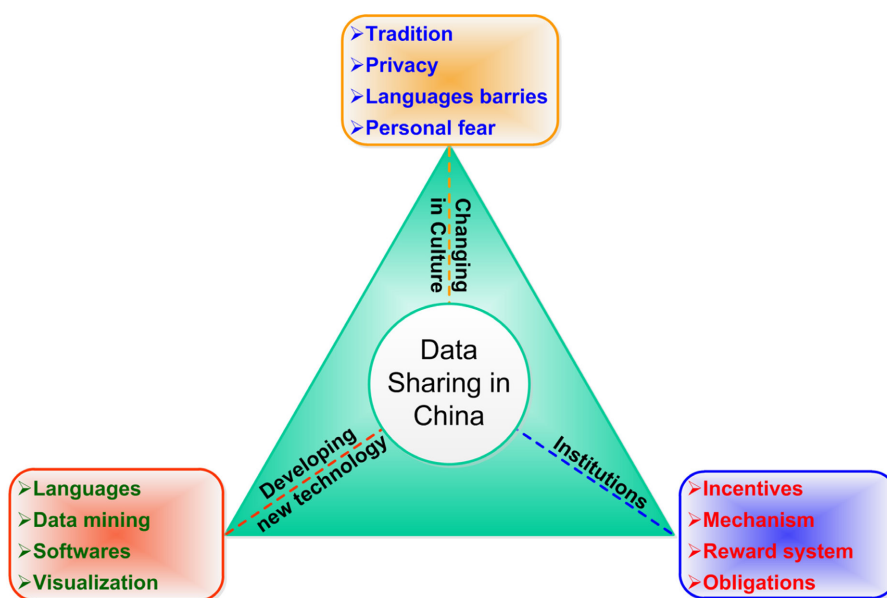 ➢Tradition
➢Privacy
➢Languages barries
➢Personal fear
Changing
in Culture
Data
Sharing in
China
Developing
new technology
Institutions
➢Languages
➢Data mining
➢Softwares
➢Visualization
➢Incentives
➢Mechanism
➢Reward system
➢Obligations